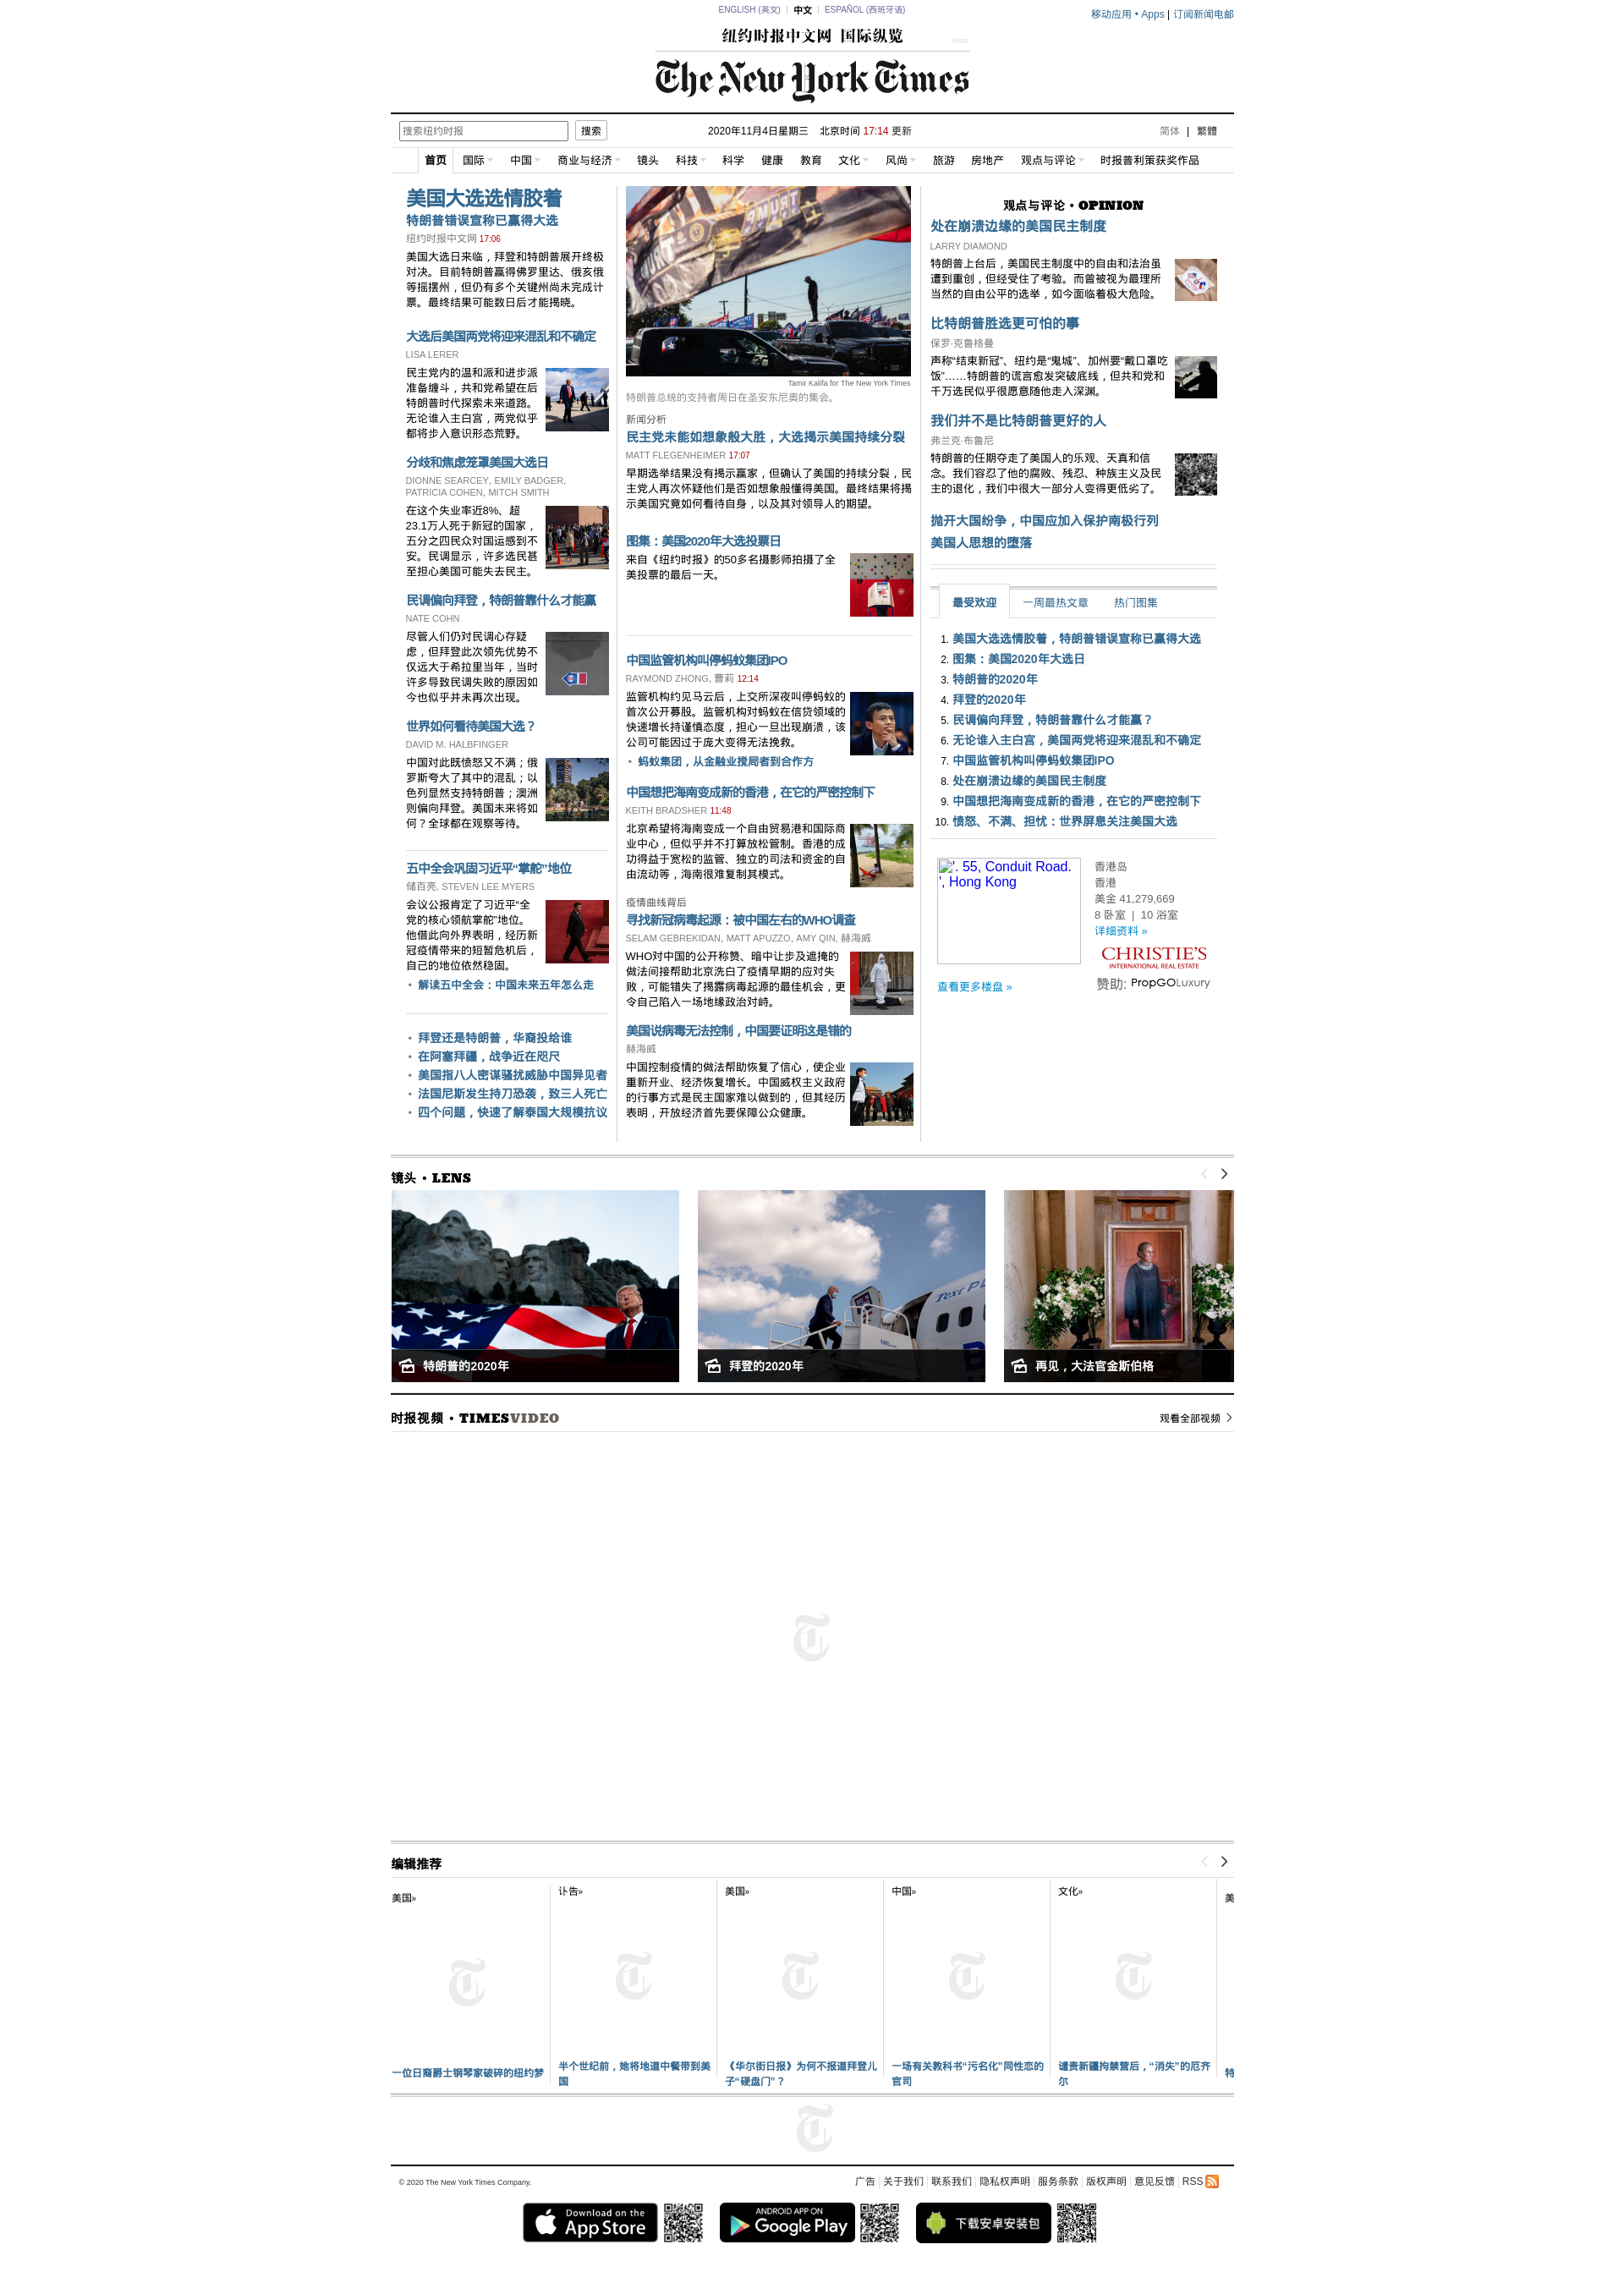 ENGLISH (英文) | 中文 | ESPAÑOL (西班牙语)
移动应用 • Apps | 订阅新闻电邮
纽约时报中文网 国际纵览
Beta
The New York Times
搜索纽约时报
搜索
2020年11月4日星期三 北京时间 17:14 更新
简体 | 繁體
首页 国际 中国 商业与经济 镜头 科技 科学 健康 教育 文化 风尚 旅游 房地产 观点与评论 时报普利策获奖作品
美国大选选情胶着
特朗普错误宣称已赢得大选
纽约时报中文网 17:06
美国大选日来临，拜登和特朗普展开终极
对决。目前特朗普赢得佛罗里达、俄亥俄
等摇摆州，但仍有多个关键州尚未完成计
票。最终结果可能数日后才能揭晓。
大选后美国两党将迎来混乱和不确定
LISA LERER
民主党内的温和派和进步派
准备缠斗，共和党希望在后
特朗普时代探索未来道路。
无论谁入主白宫，两党似乎
都将步入意识形态荒野。
分歧和焦虑笼罩美国大选日
DIONNE SEARCEY, EMILY BADGER,
PATRICIA COHEN, MITCH SMITH
在这个失业率近8%、超
23.1万人死于新冠的国家，
五分之四民众对国运感到不
安。民调显示，许多选民甚
至担心美国可能失去民主。
民调偏向拜登，特朗普靠什么才能赢
NATE COHN
尽管人们仍对民调心存疑
虑，但拜登此次领先优势不
仅远大于希拉里当年，当时
许多导致民调失败的原因如
今也似乎并未再次出现。
世界如何看待美国大选？
DAVID M. HALBFINGER
中国对此既愤怒又不满；俄
罗斯夸大了其中的混乱；以
色列显然支持特朗普；澳洲
则偏向拜登。美国未来将如
何？全球都在观察等待。
五中全会巩固习近平“掌舵”地位
储百亮, STEVEN LEE MYERS
会议公报肯定了习近平“全
党的核心领航掌舵”地位。
他借此向外界表明，经历新
冠疫情带来的短暂危机后，
自己的地位依然稳固。
• 解读五中全会：中国未来五年怎么走
• 拜登还是特朗普，华裔投给谁
• 在阿塞拜疆，战争近在咫尺
• 美国指八人密谋骚扰威胁中国异见者
• 法国尼斯发生持刀恐袭，致三人死亡
• 四个问题，快速了解泰国大规模抗议
Tamir Kalifa for The New York Times
特朗普总统的支持者周日在圣安东尼奥的集会。
新闻分析
民主党未能如想象般大胜，大选揭示美国持续分裂
MATT FLEGENHEIMER 17:07
早期选举结果没有揭示赢家，但确认了美国的持续分裂，民
主党人再次怀疑他们是否如想象般懂得美国。最终结果将揭
示美国究竟如何看待自身，以及其对领导人的期望。
图集：美国2020年大选投票日
来自《纽约时报》的50多名摄影师拍摄了全
美投票的最后一天。
中国监管机构叫停蚂蚁集团IPO
RAYMOND ZHONG, 曹莉 12:14
监管机构约见马云后，上交所深夜叫停蚂蚁的
首次公开募股。监管机构对蚂蚁在信贷领域的
快速增长持谨慎态度，担心一旦出现崩溃，该
公司可能因过于庞大变得无法挽救。
• 蚂蚁集团，从金融业搅局者到合作方
中国想把海南变成新的香港，在它的严密控制下
KEITH BRADSHER 11:48
北京希望将海南变成一个自由贸易港和国际商
业中心，但似乎并不打算放松管制。香港的成
功得益于宽松的监管、独立的司法和资金的自
由流动等，海南很难复制其模式。
疫情曲线背后
寻找新冠病毒起源：被中国左右的WHO调查
SELAM GEBREKIDAN, MATT APUZZO, AMY QIN, 赫海威
WHO对中国的公开称赞、暗中让步及遮掩的
做法间接帮助北京洗白了疫情早期的应对失
败，可能错失了揭露病毒起源的最佳机会，更
令自己陷入一场地缘政治对峙。
美国说病毒无法控制，中国要证明这是错的
赫海威
中国控制疫情的做法帮助恢复了信心，使企业
重新开业、经济恢复增长。中国威权主义政府
的行事方式是民主国家难以做到的，但其经历
表明，开放经济首先要保障公众健康。
观点与评论 • OPINION
处在崩溃边缘的美国民主制度
LARRY DIAMOND
特朗普上台后，美国民主制度中的自由和法治虽
遭到重创，但经受住了考验。而曾被视为最理所
当然的自由公平的选举，如今面临着极大危险。
比特朗普胜选更可怕的事
保罗·克鲁格曼
声称“结束新冠”、纽约是“鬼城”、加州要“戴口罩吃
饭”……特朗普的谎言愈发突破底线，但共和党和
千万选民似乎很愿意随他走入深渊。
我们并不是比特朗普更好的人
弗兰克·布鲁尼
特朗普的任期夺走了美国人的乐观、天真和信
念。我们容忍了他的腐败、残忍、种族主义及民
主的退化，我们中很大一部分人变得更低劣了。
抛开大国纷争，中国应加入保护南极行列
美国人思想的堕落
最受欢迎 一周最热文章 热门图集
1. 美国大选选情胶着，特朗普错误宣称已赢得大选
2. 图集：美国2020年大选日
3. 特朗普的2020年
4. 拜登的2020年
5. 民调偏向拜登，特朗普靠什么才能赢？
6. 无论谁入主白宫，美国两党将迎来混乱和不确定
7. 中国监管机构叫停蚂蚁集团IPO
8. 处在崩溃边缘的美国民主制度
9. 中国想把海南变成新的香港，在它的严密控制下
10. 愤怒、不满、担忧：世界屏息关注美国大选
'. 55, Conduit Road.
', Hong Kong
香港岛
香港
美金 41,279,669
8 卧室 | 10 浴室
详细资料 »
CHRISTIE'S
INTERNATIONAL REAL ESTATE
查看更多楼盘 »
赞助: PropGOLuxury
镜头 • LENS
特朗普的2020年
拜登的2020年
再见，大法官金斯伯格
时报视频 • TIMESVIDEO
观看全部视频
编辑推荐
美国»
讣告»
美国»
中国»
文化»
美
一位日裔爵士钢琴家破碎的纽约梦
半个世纪前，她将地道中餐带到美
国
《华尔街日报》为何不报道拜登儿
子“硬盘门”？
一场有关教科书“污名化”同性恋的
官司
谴责新疆拘禁营后，“消失”的厄齐
尔
特
© 2020 The New York Times Company.
广告 关于我们 联系我们 隐私权声明 服务条款 版权声明 意见反馈 RSS
Download on the
App Store
ANDROID APP ON
Google Play
下载安卓安装包